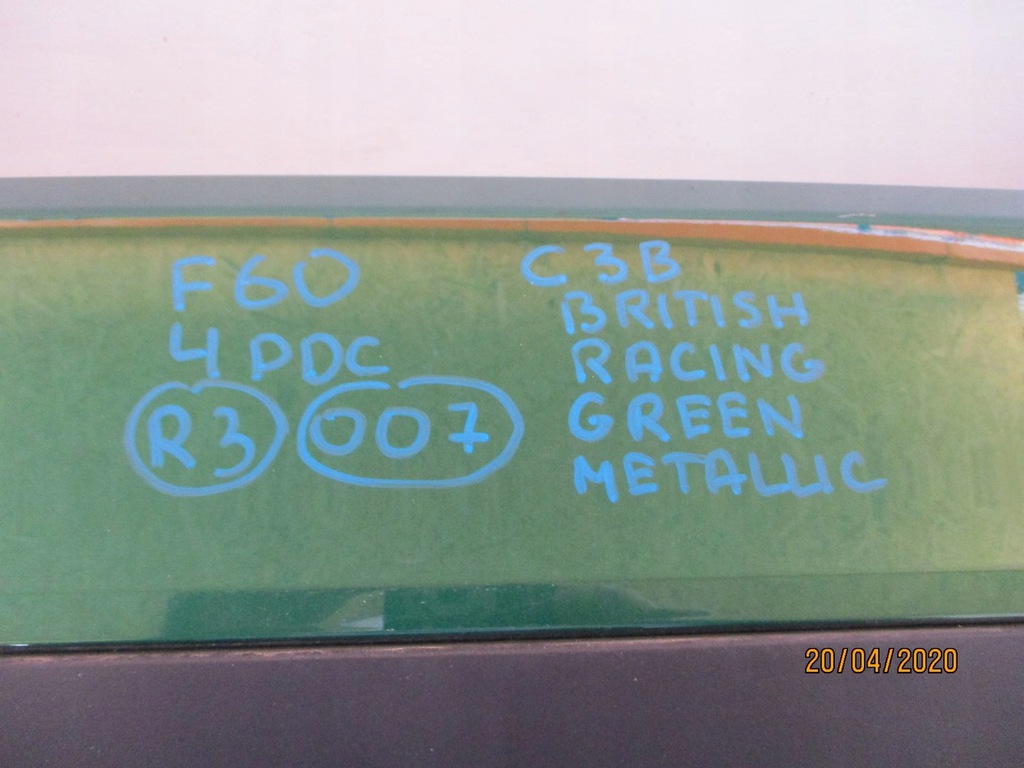 F60
4 PDC
R3 007
C3B
BRITISH
RACING
GREEN
METALLIC
20/04/2020